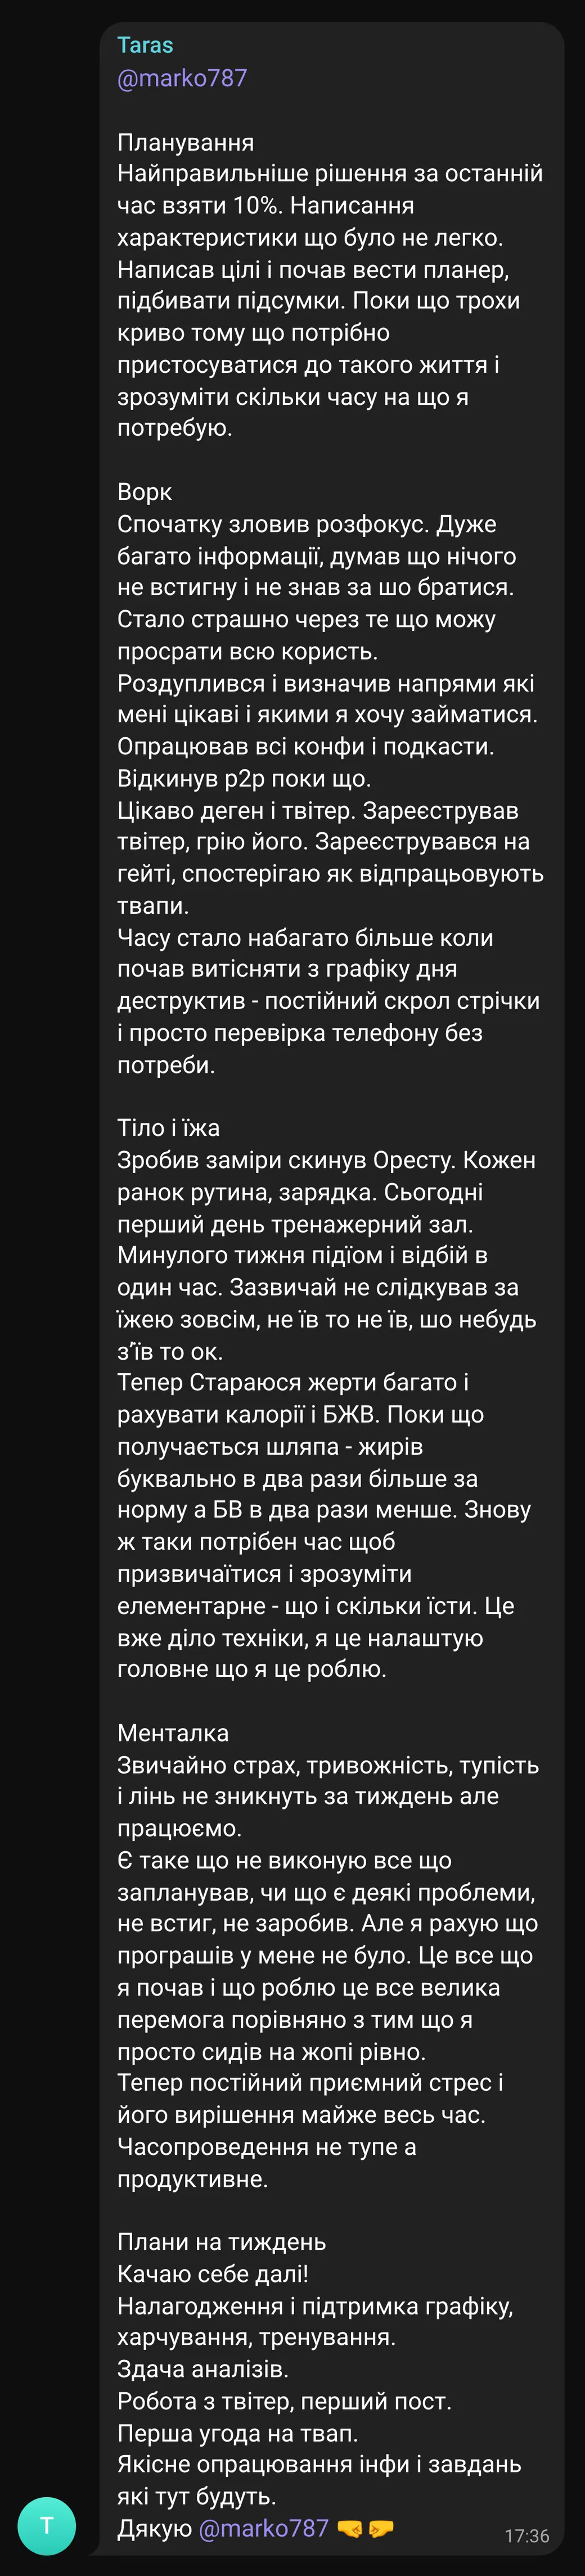 Taras
@marko787
Планування
Найправильніше рішення за останній
час взяти 10%. Написання
характеристики що було не легко.
Написав цілі і почав вести планер,
підбивати підсумки. Поки що трохи
криво тому що потрібно
пристосуватися до такого життя і
зрозуміти скільки часу на що я
потребую.
Ворк
Спочатку зловив розфокус. Дуже
багато інформації, думав що нічого
не встигну і не знав за шо братися.
Стало страшно через те що можу
просрати всю користь.
Роздуплився і визначив напрями які
мені цікаві і якими я хочу займатися.
Опрацював всі конфи і подкасти.
Відкинув р2р поки що.
Цікаво деген і твітер. Зареєстрував
твітер, грію його. Зареєструвався на
гейті, спостерігаю як відпрацьовують
твапи.
Часу стало набагато більше коли
почав витісняти з графіку дня
деструктив - постійний скрол стрічки
і просто перевірка телефону без
потреби.
Тіло і їжа
Зробив заміри скинув Оресту. Кожен
ранок рутина, зарядка. Сьогодні
перший день тренажерний зал.
Минулого тижня підїом і відбій в
один час. Зазвичай не слідкував за
їжею зовсім, не їв то не їв, шо небудь
з’їв то ок.
Тепер Стараюся жерти багато і
рахувати калорії і БЖВ. Поки що
получається шляпа - жирів
буквально в два рази більше за
норму а БВ в два рази менше. Знову
ж таки потрібен час щоб
призвичаїтися і зрозуміти
елементарне - що і скільки їсти. Це
вже діло техніки, я це налаштую
головне що я це роблю.
Менталка
Звичайно страх, тривожність, тупість
і лінь не зникнуть за тиждень але
працюємо.
Є таке що не виконую все що
запланував, чи що є деякі проблеми,
не встиг, не заробив. Але я рахую що
програшів у мене не було. Це все що
я почав і що роблю це все велика
перемога порівняно з тим що я
просто сидів на жопі рівно.
Тепер постійний приємний стрес і
його вирішення майже весь час.
Часопроведення не тупе а
продуктивне.
Плани на тиждень
Качаю себе далі!
Налагодження і підтримка графіку,
харчування, тренування.
Здача аналізів.
Робота з твітер, перший пост.
Перша угода на твап.
Якісне опрацювання інфи і завдань
які тут будуть.
Дякую @marko787 🤜🤛
17:36
T